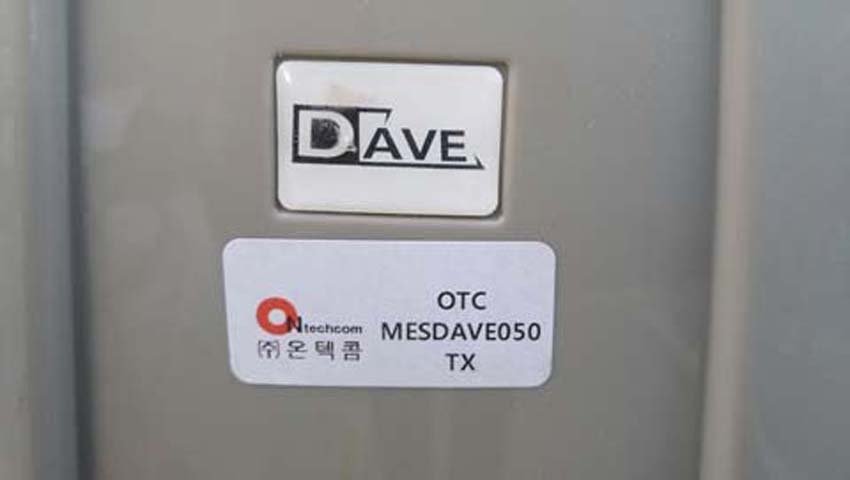 DAVE
ONtechcom
㈜온텍콤
OTC
MESDAVE050
TX